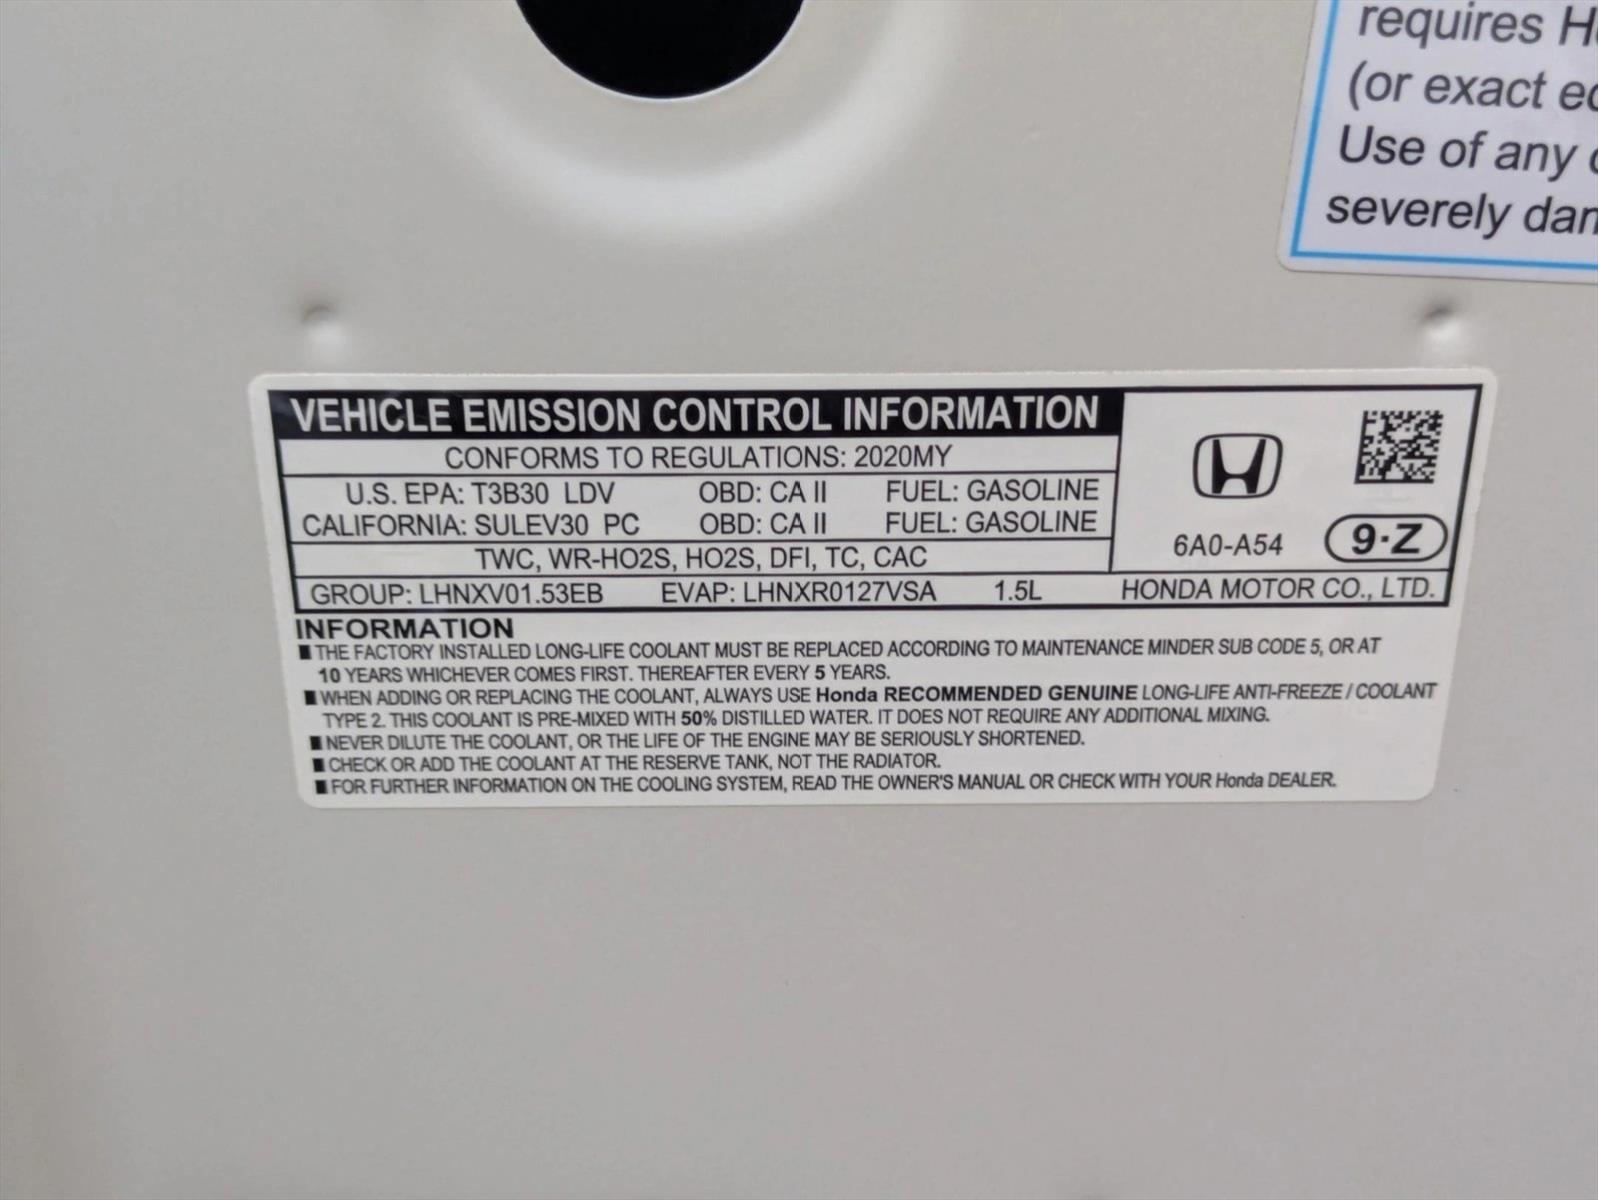 requires
(or exact
Use of any
severely
VEHICLE EMISSION CONTROL INFORMATION
CONFORMS TO REGULATIONS: 2020MY
U.S. EPA: T3B30 LDV OBD: CA II FUEL: GASOLINE
CALIFORNIA: SULEV30 PC OBD: CA II FUEL: GASOLINE
TWC, WR-HO2S, HO2S, DFI, TC, CAC
6A0-A54 9·Z
GROUP: LHNXV01.53EB EVAP: LHNXR0127VSA 1.5L HONDA MOTOR CO., LTD.
INFORMATION
■ THE FACTORY INSTALLED LONG-LIFE COOLANT MUST BE REPLACED ACCORDING TO MAINTENANCE MINDER SUB CODE 5, OR AT
10 YEARS WHICHEVER COMES FIRST. THEREAFTER EVERY 5 YEARS.
■ WHEN ADDING OR REPLACING THE COOLANT, ALWAYS USE Honda RECOMMENDED GENUINE LONG-LIFE ANTI-FREEZE / COOLANT
TYPE 2. THIS COOLANT IS PRE-MIXED WITH 50% DISTILLED WATER. IT DOES NOT REQUIRE ANY ADDITIONAL MIXING.
■ NEVER DILUTE THE COOLANT, OR THE LIFE OF THE ENGINE MAY BE SERIOUSLY SHORTENED.
■ CHECK OR ADD THE COOLANT AT THE RESERVE TANK, NOT THE RADIATOR.
■ FOR FURTHER INFORMATION ON THE COOLING SYSTEM, READ THE OWNER'S MANUAL OR CHECK WITH YOUR Honda DEALER.